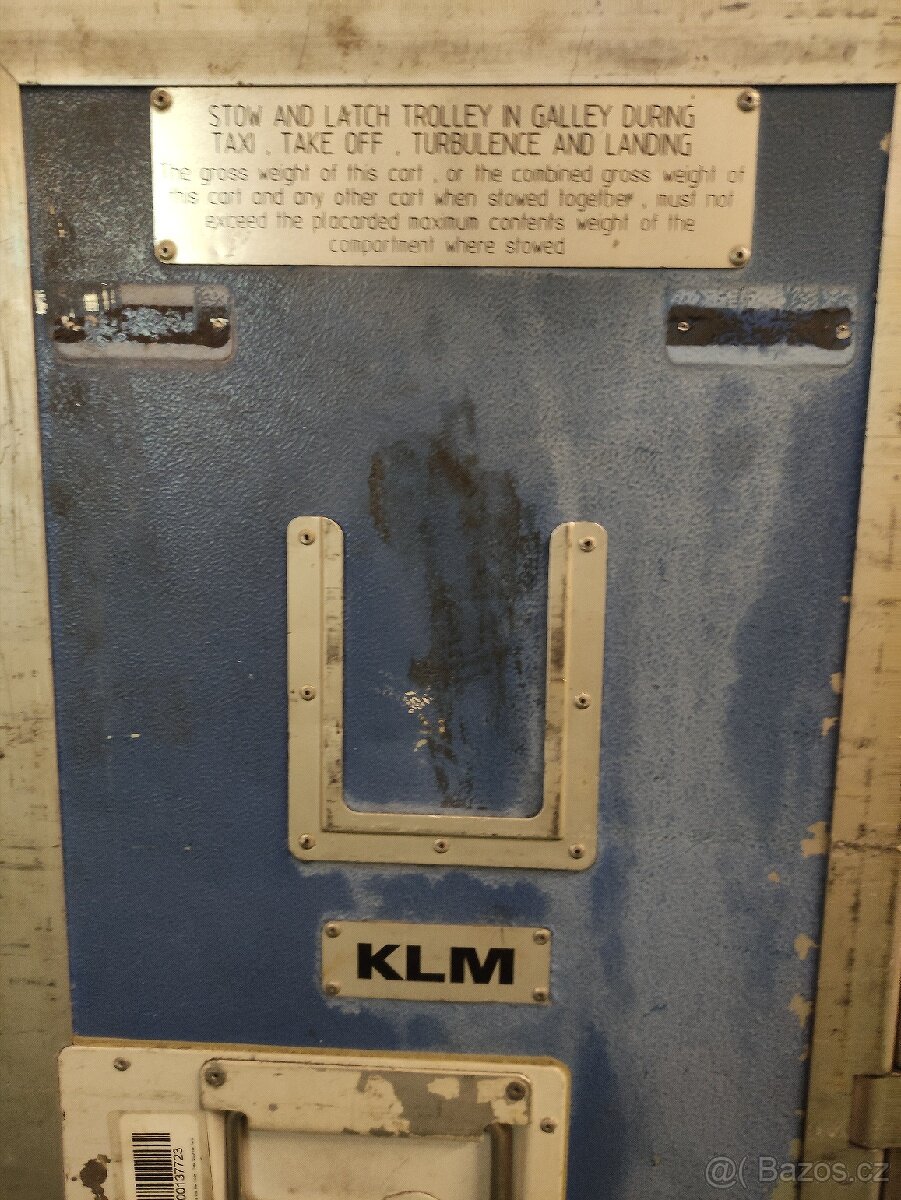 STOW AND LATCH TROLLEY IN GALLEY DURING
TAXI , TAKE OFF , TURBULENCE AND LANDING
The gross weight of this cart , or the combined gross weight of
this cart and any other cart when stowed together , must not
exceed the placarded maximum contents weight of the
compartment where stowed
KLM
00137723
@( Bazos.cz